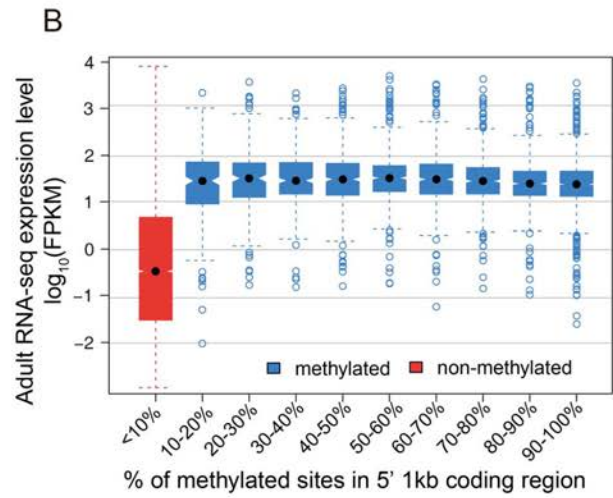 B
Adult RNA-seq expression level
log₁₀(FPKM)
4
3
2
1
0
−1
−2
methylated
non-methylated
<10%
10-20%
20-30%
30-40%
40-50%
50-60%
60-70%
70-80%
80-90%
90-100%
% of methylated sites in 5' 1kb coding region